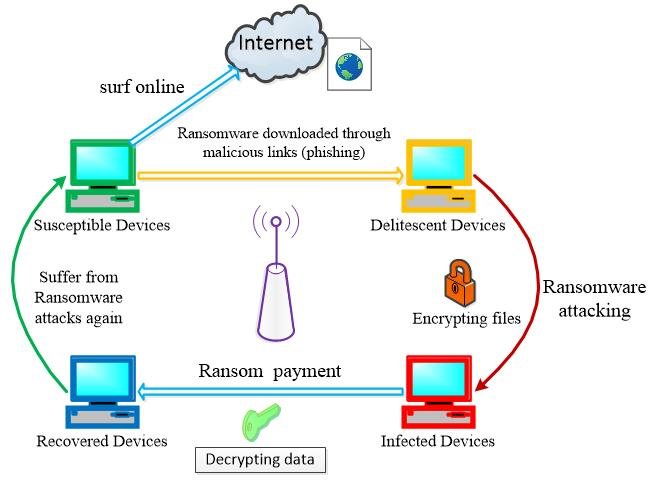 Internet
surf online
Ransomware downloaded through
malicious links (phishing)
Susceptible Devices
Delitescent Devices
Suffer from
Ransomware
attacks again
Encrypting files
Ransomware
attacking
Ransom payment
Recovered Devices
Infected Devices
Decrypting data